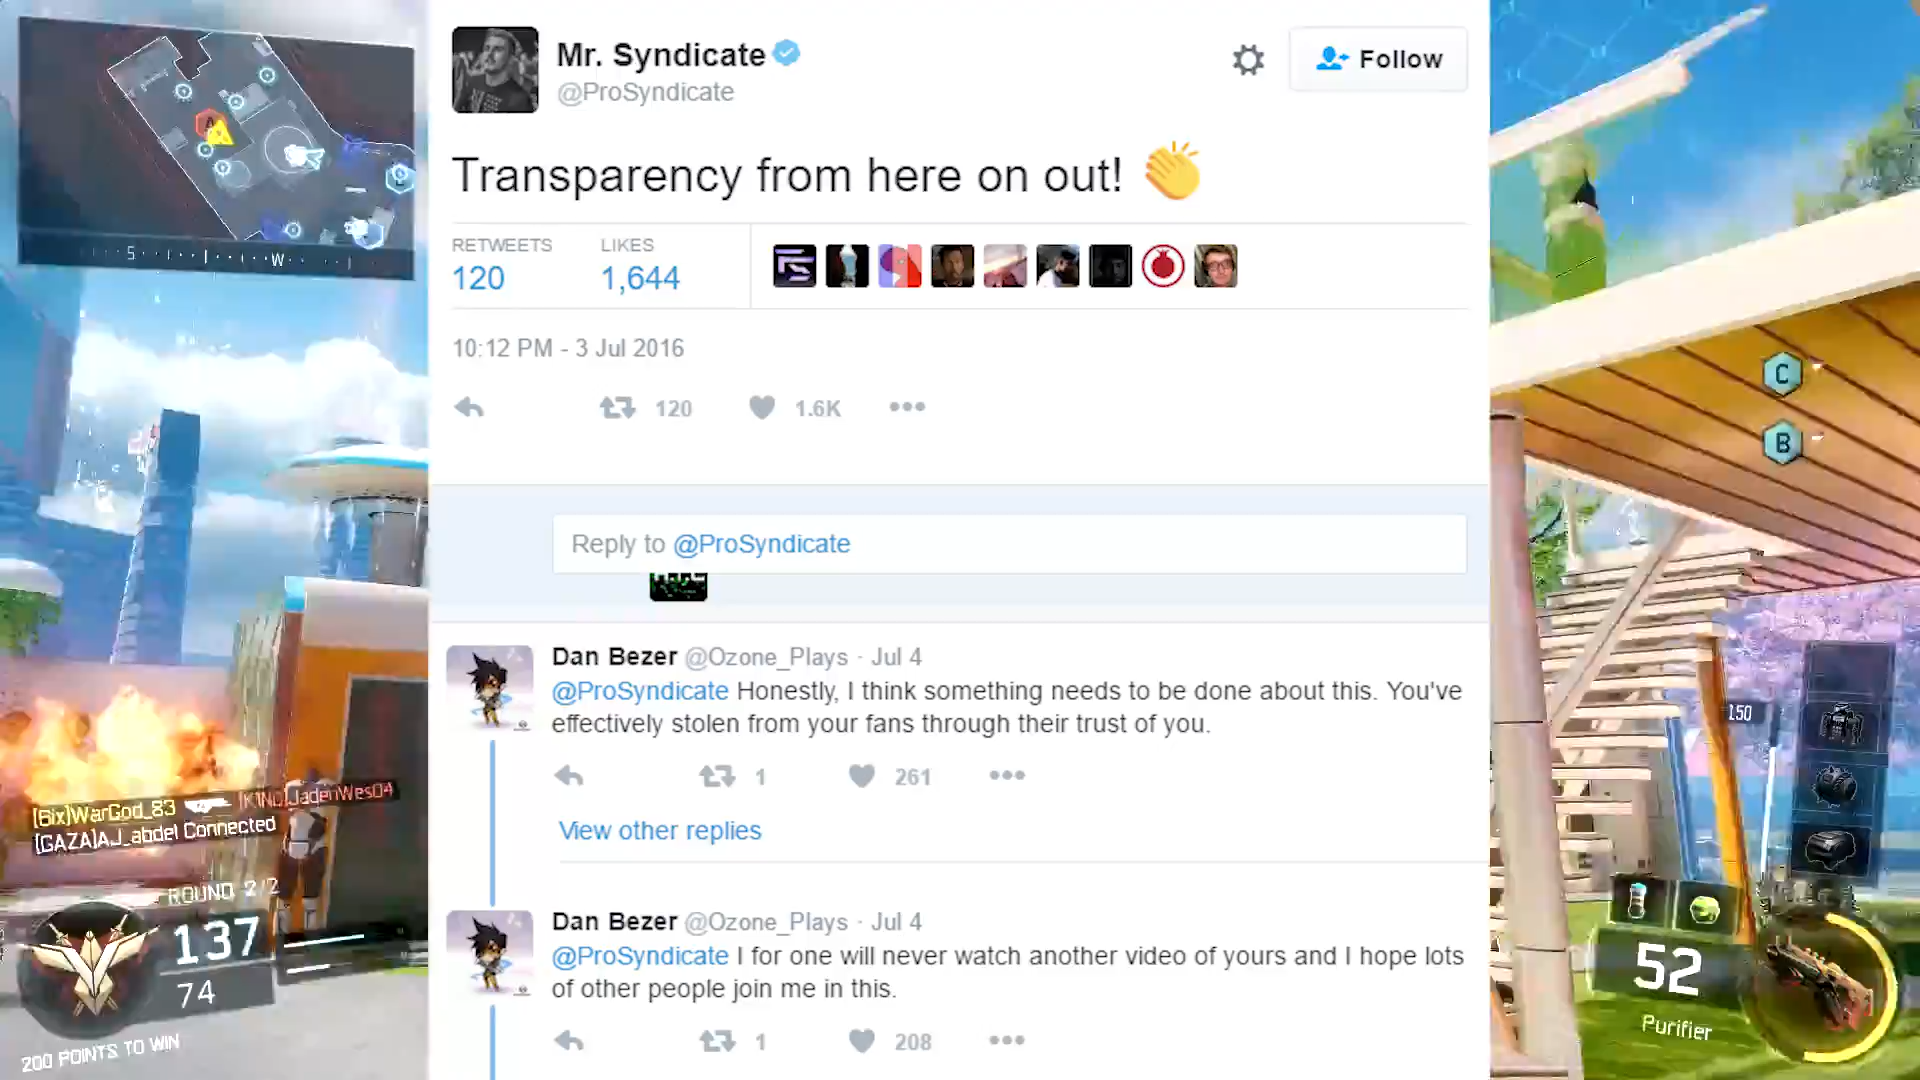 Mr. Syndicate
@ProSyndicate
Follow
Transparency from here on out! 👏
RETWEETS
LIKES
120
1,644
10:12 PM - 3 Jul 2016
120
1.6K
Reply to @ProSyndicate
Dan Bezer @Ozone_Plays · Jul 4
@ProSyndicate Honestly, I think something needs to be done about this. You've
effectively stolen from your fans through their trust of you.
1
261
View other replies
Dan Bezer @Ozone_Plays · Jul 4
@ProSyndicate I for one will never watch another video of yours and I hope lots
of other people join me in this.
1
208
S
W
A
C
B
150
[6ix]WarGod_83
[K1NG]JadenWes04
[GAZA]AJ_abdel Connected
ROUND 2/2
137
74
200 POINTS TO WIN
52
Purifier